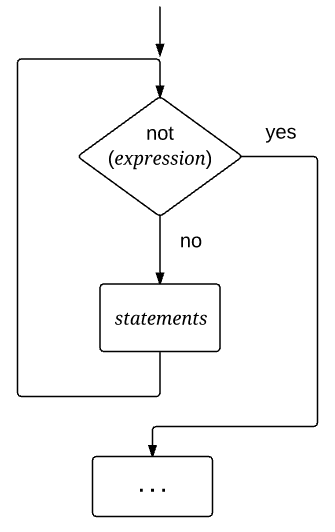 not
(expression)
yes
no
statements
...